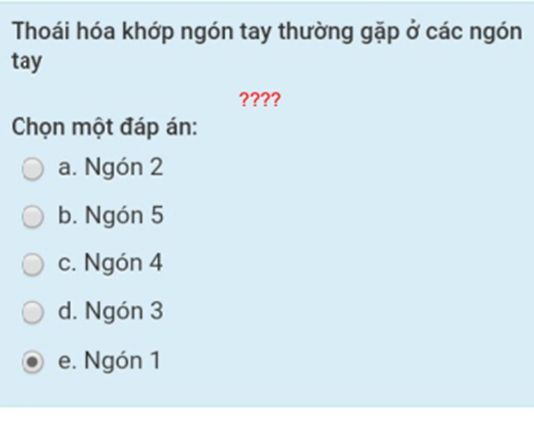 Thoái hóa khớp ngón tay thường gặp ở các ngón
tay
????
Chọn một đáp án:
a. Ngón 2
b. Ngón 5
c. Ngón 4
d. Ngón 3
e. Ngón 1